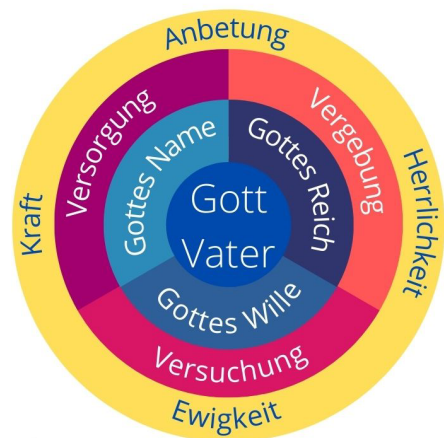 Anbetung
Herrlichkeit
Ewigkeit
Kraft
Versorgung
Vergebung
Versuchung
Gottes Name
Gottes Reich
Gottes Wille
Gott
Vater